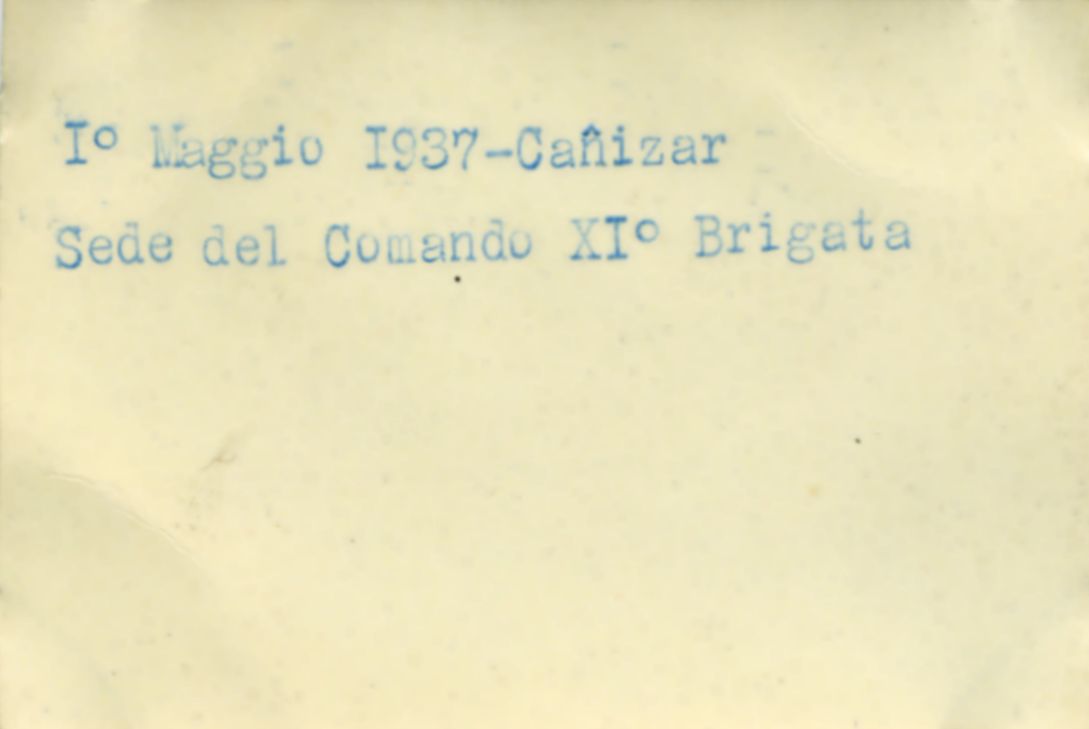 I° Maggio I937-Cañizar
Sede del Comando XI° Brigata